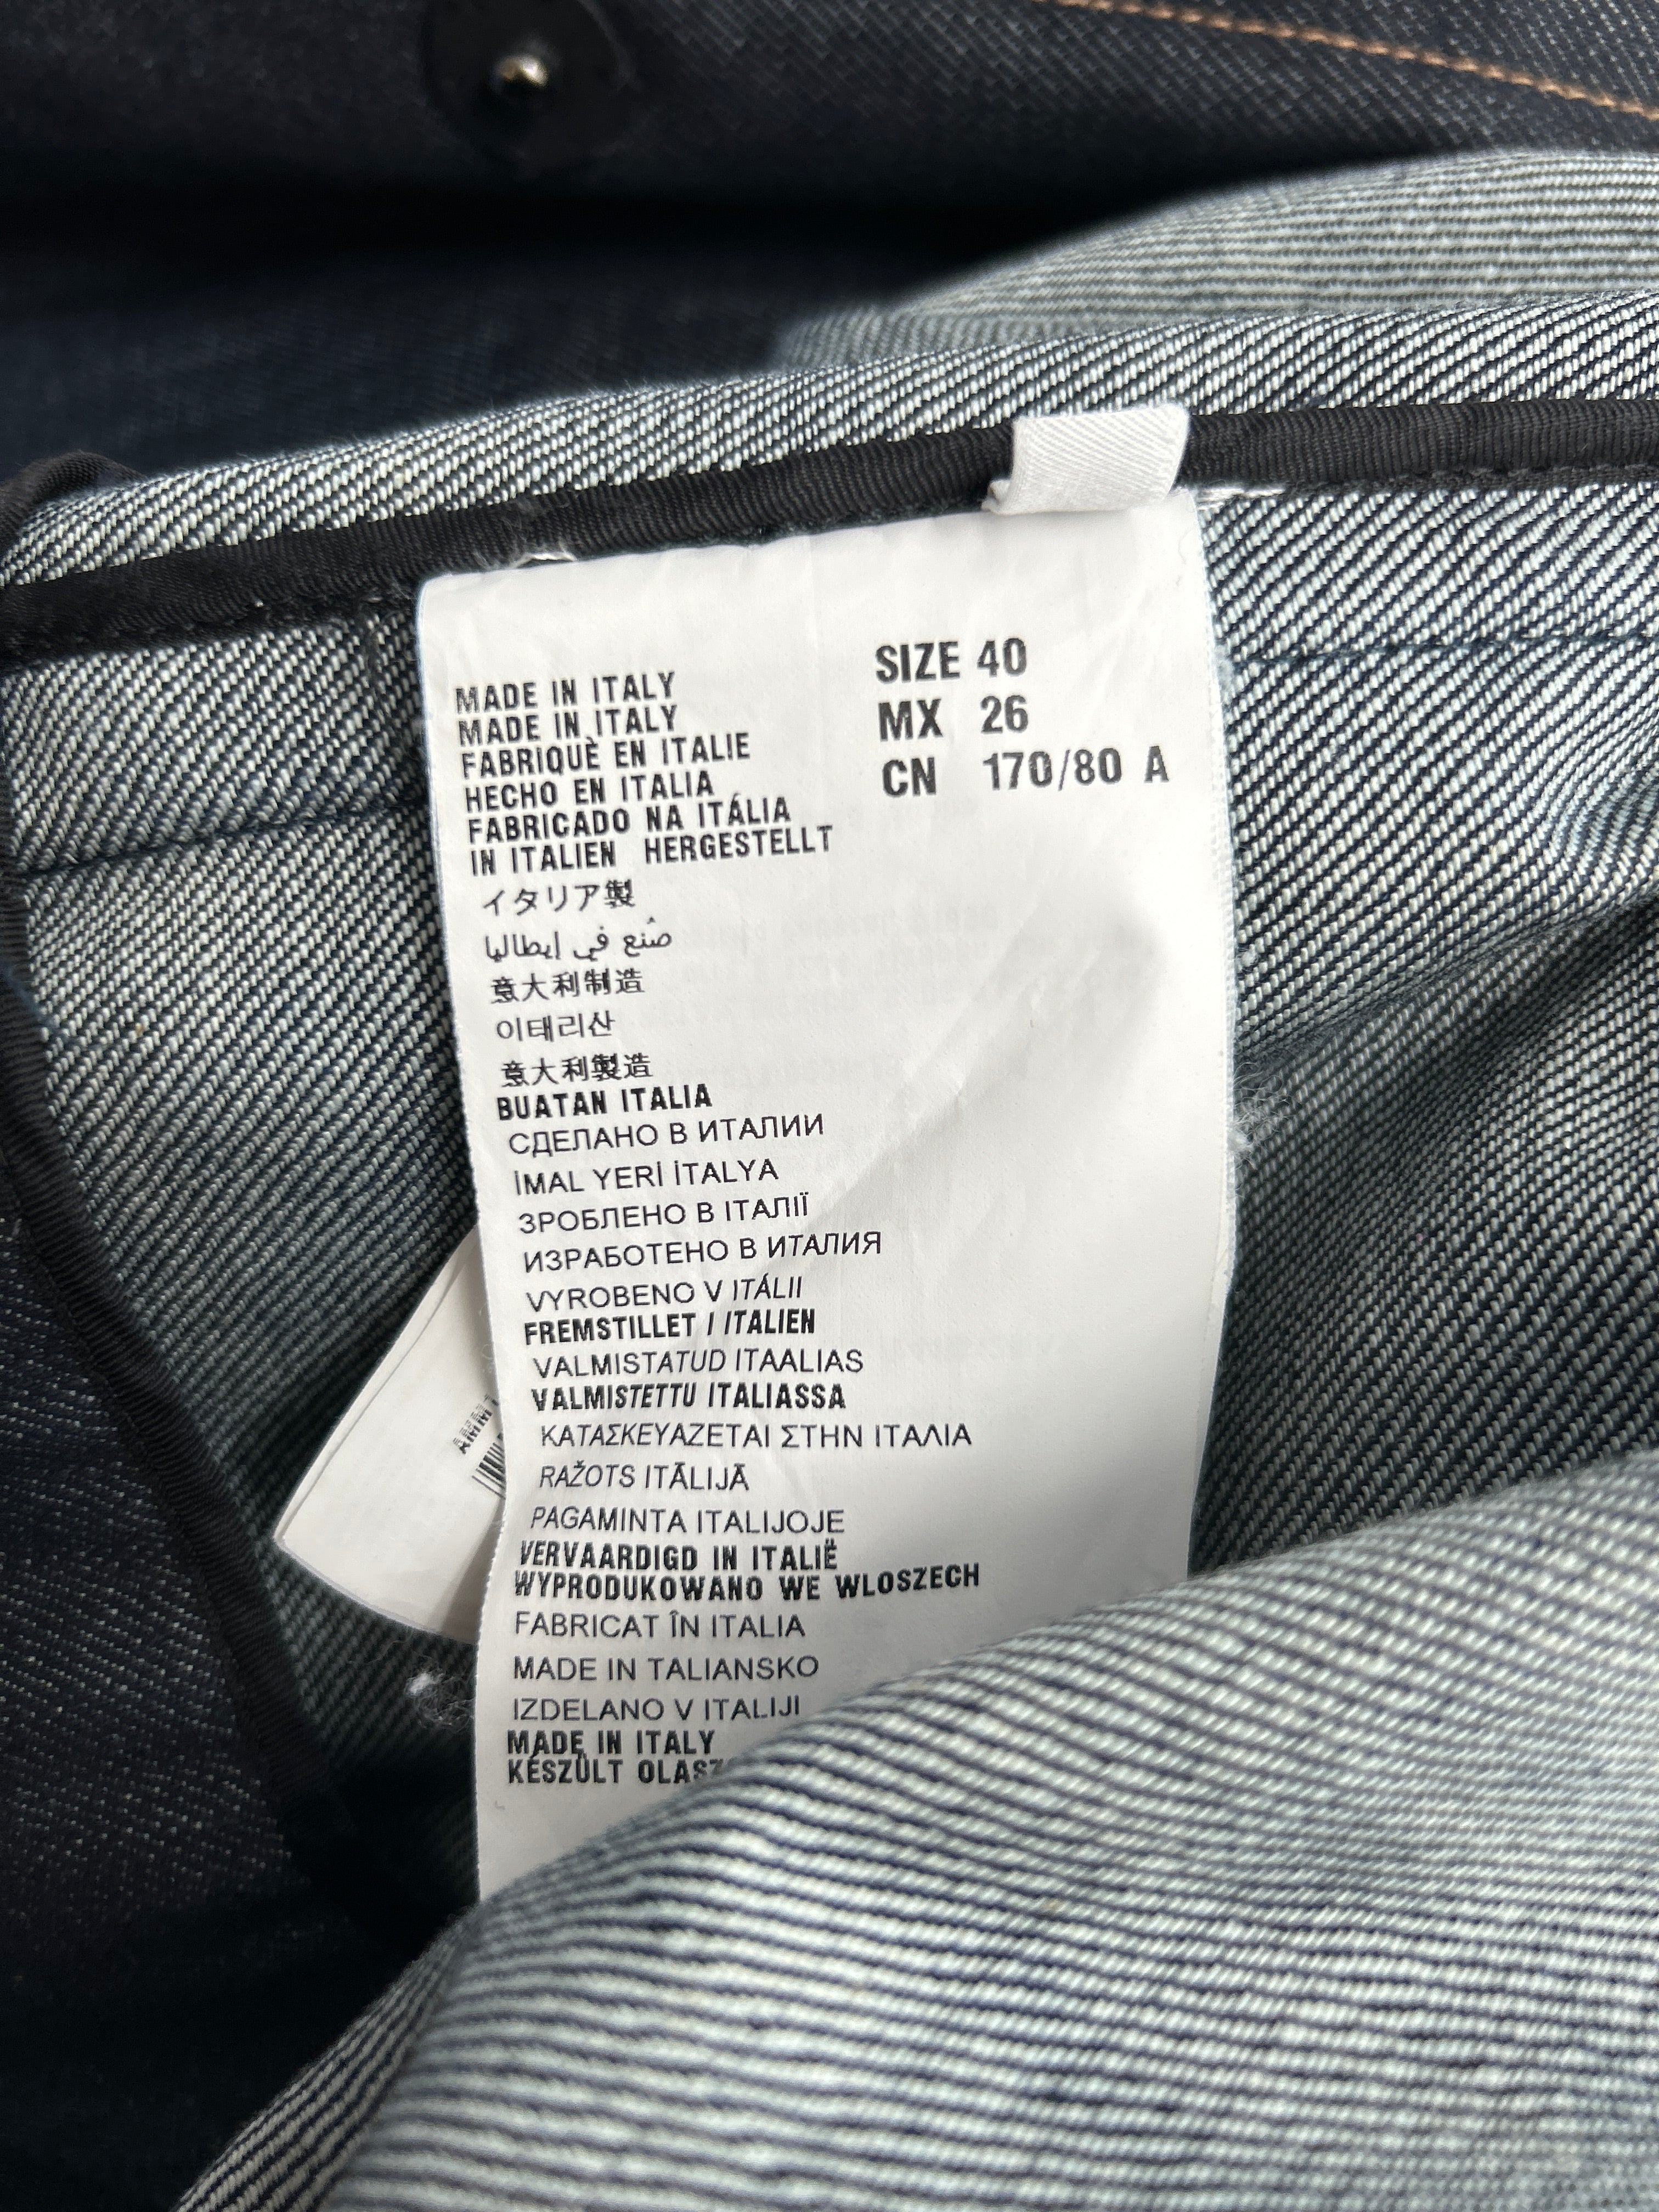 SIZE 40
MX 26
CN 170/80 A
MADE IN ITALY
MADE IN ITALY
FABRIQUÈ EN ITALIE
HECHO EN ITALIA
FABRICADO NA ITÁLIA
IN ITALIEN HERGESTELLT
イタリア製
صُنع في إيطاليا
意大利制造
이태리산
意大利製造
BUATAN ITALIA
СДЕЛАНО В ИТАЛИИ
İMAL YERİ İTALYA
ЗРОБЛЕНО В ІТАЛІЇ
ИЗРАБОТЕНО В ИТАЛИЯ
VYROBENO V ITÁLII
FREMSTILLET I ITALIEN
VALMISTATUD ITAALIAS
VALMISTETTU ITALIASSA
ΚΑΤΑΣΚΕΥΑΖΕΤΑΙ ΣΤΗΝ ΙΤΑΛΙΑ
RAŽOTS ITĀLIJĀ
PAGAMINTA ITALIJOJE
VERVAARDIGD IN ITALIË
WYPRODUKOWANO WE WLOSZECH
FABRICAT ÎN ITALIA
MADE IN TALIANSKO
IZDELANO V ITALIJI
MADE IN ITALY
KÉSZÜLT OLASZ